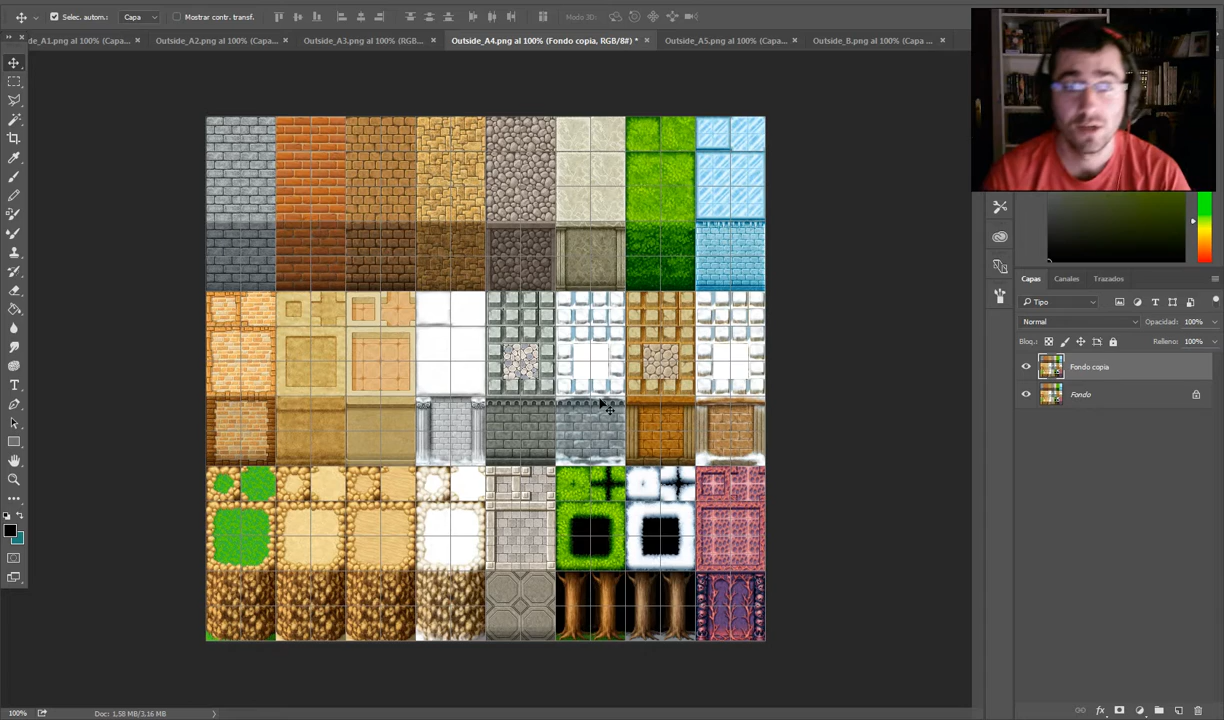 Selec. autom.: Capa Mostrar contr. transf. Modo 3D:
de_A1.png al 100% (Capa... × Outside_A2.png al 100% (Capa... × Outside_A3.png al 100% (RGB... × Outside_A4.png al 100% (Fondo copia, RGB/8#) * × Outside_A5.png al 100% (Capa... × Outside_B.png al 100% (Capa ... ×
Capas Canales Trazados
Tipo
Normal Opacidad: 100%
Bloq.: Relleno: 100%
Fondo copia
Fondo
100% Doc: 1,58 MB/3,16 MB